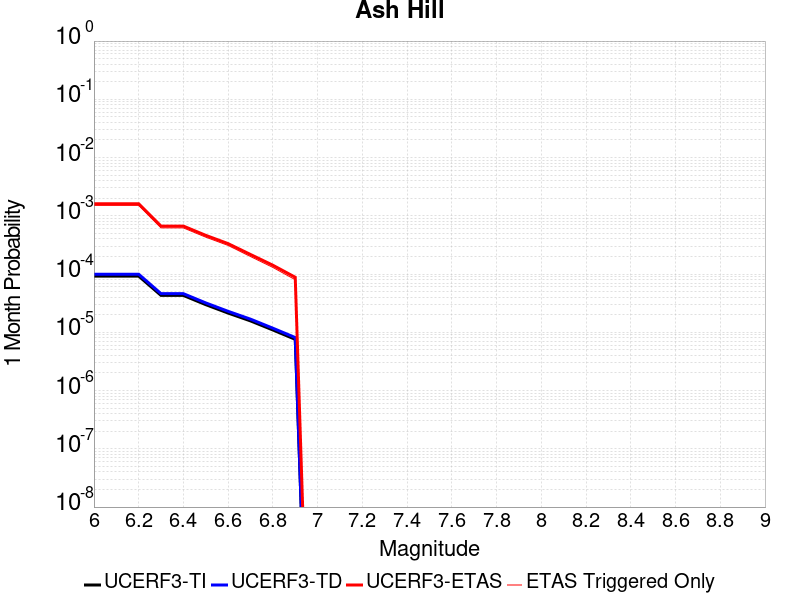 Ash Hill
10^0
10^-1
10^-2
10^-3
10^-4
10^-5
10^-6
10^-7
10^-8
1 Month Probability
6 6.2 6.4 6.6 6.8 7 7.2 7.4 7.6 7.8 8 8.2 8.4 8.6 8.8 9
Magnitude
UCERF3-TI UCERF3-TD UCERF3-ETAS ETAS Triggered Only